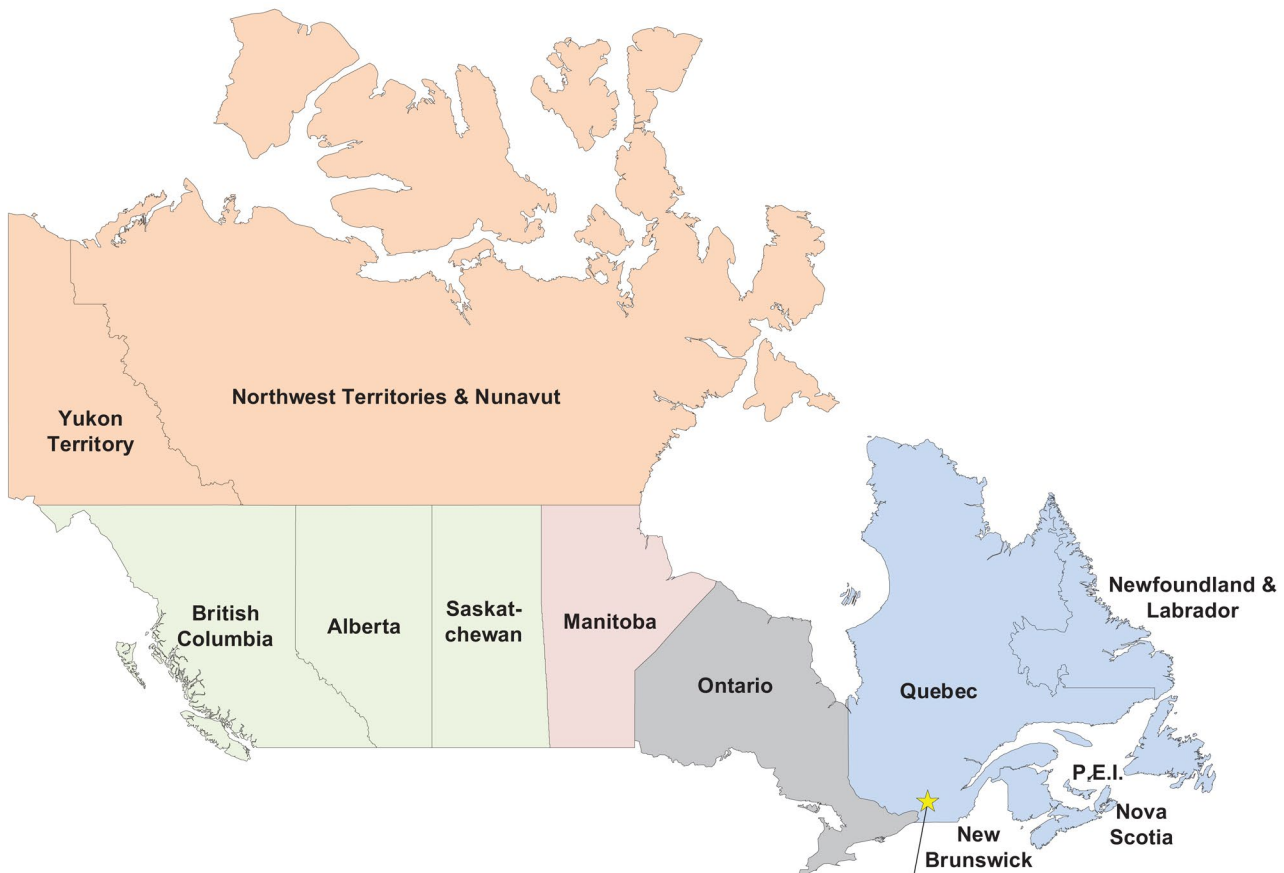 Northwest Territories & Nunavut
Yukon
Territory
British
Columbia
Alberta
Saskat-
chewan
Manitoba
Ontario
Quebec
Newfoundland &
Labrador
P.E.I.
Nova
Scotia
New
Brunswick